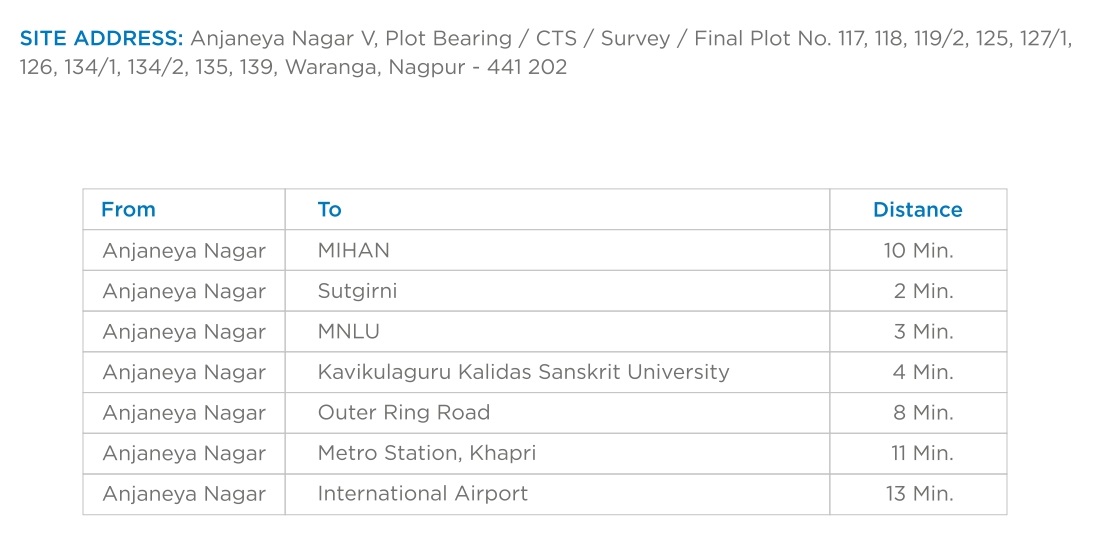 SITE ADDRESS: Anjaneya Nagar V, Plot Bearing / CTS / Survey / Final Plot No. 117, 118, 119/2, 125, 127/1,
126, 134/1, 134/2, 135, 139, Waranga, Nagpur - 441 202
From To Distance
Anjaneya Nagar MIHAN 10 Min.
Anjaneya Nagar Sutgirni 2 Min.
Anjaneya Nagar MNLU 3 Min.
Anjaneya Nagar Kavikulaguru Kalidas Sanskrit University 4 Min.
Anjaneya Nagar Outer Ring Road 8 Min.
Anjaneya Nagar Metro Station, Khapri 11 Min.
Anjaneya Nagar International Airport 13 Min.